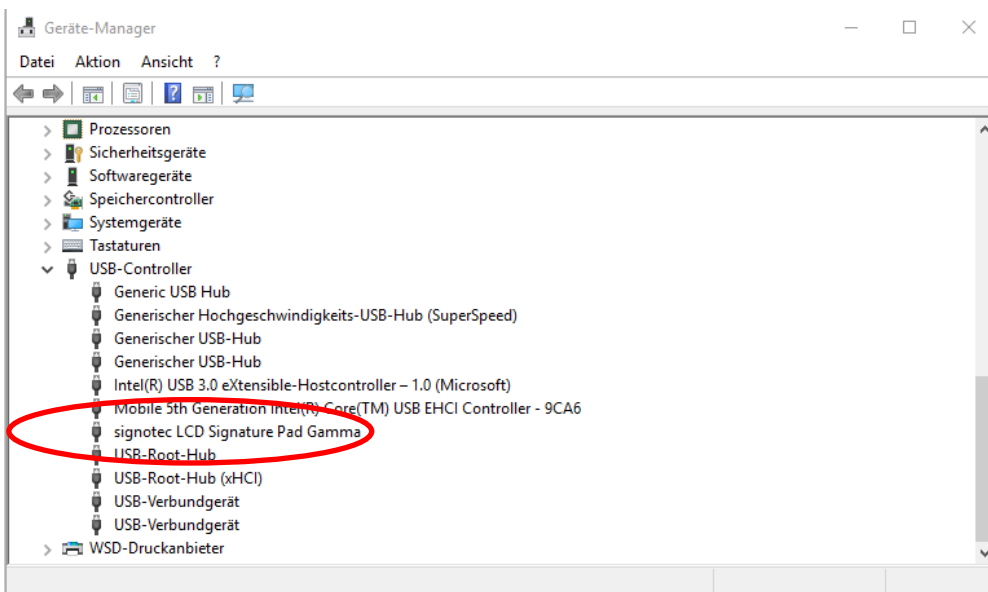 Geräte-Manager
Datei Aktion Ansicht ?
Prozessoren
Sicherheitsgeräte
Softwaregeräte
Speichercontroller
Systemgeräte
Tastaturen
USB-Controller
Generic USB Hub
Generischer Hochgeschwindigkeits-USB-Hub (SuperSpeed)
Generischer USB-Hub
Generischer USB-Hub
Intel(R) USB 3.0 eXtensible-Hostcontroller – 1.0 (Microsoft)
Mobile 5th Generation Intel(R) Core(TM) USB EHCI Controller - 9CA6
signotec LCD Signature Pad Gamma
USB-Root-Hub
USB-Root-Hub (xHCI)
USB-Verbundgerät
USB-Verbundgerät
WSD-Druckanbieter